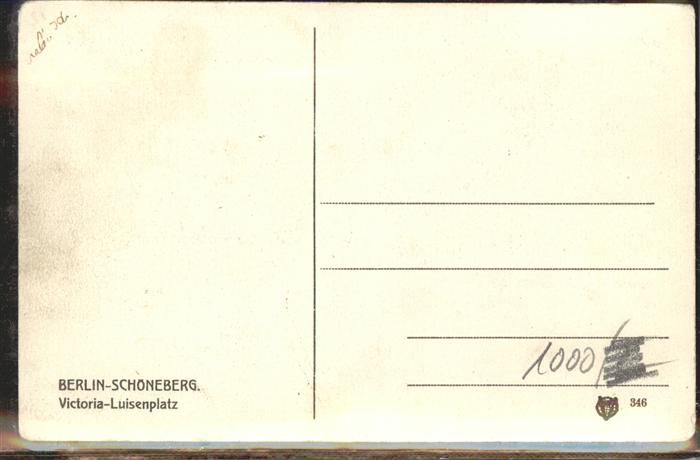 1000
BERLIN-SCHÖNEBERG.
Victoria-Luisenplatz
346